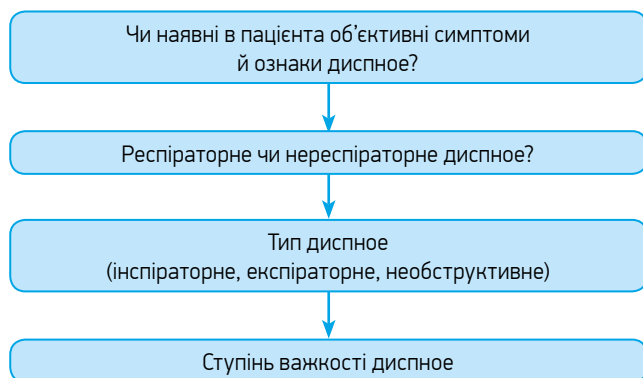 Чи наявні в пацієнта об’єктивні симптоми
й ознаки диспное?
Респіраторне чи нереспіраторне диспное?
Тип диспное
(інспіраторне, експіраторне, необструктивне)
Ступінь важкості диспное